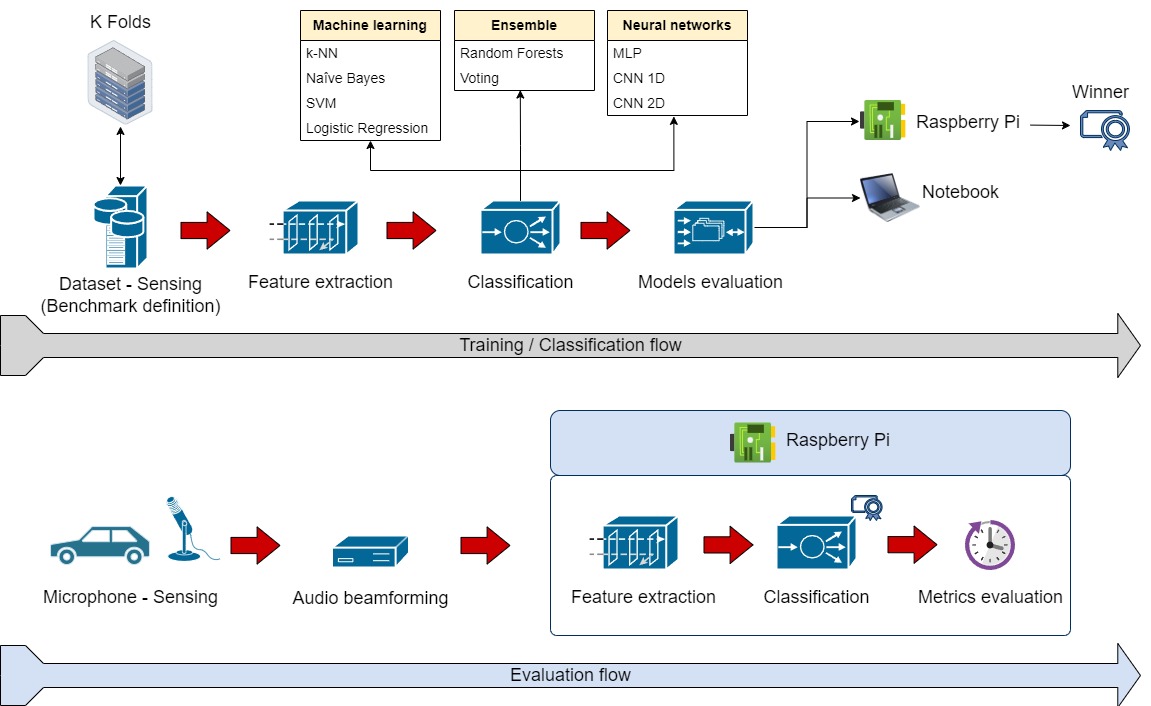 K Folds
Machine learning
k-NN
Naîve Bayes
SVM
Logistic Regression
Ensemble
Random Forests
Voting
Neural networks
MLP
CNN 1D
CNN 2D
Raspberry Pi
Winner
Notebook
Dataset - Sensing
(Benchmark definition)
Feature extraction
Classification
Models evaluation
Training / Classification flow
Raspberry Pi
Microphone - Sensing
Audio beamforming
Feature extraction
Classification
Metrics evaluation
Evaluation flow